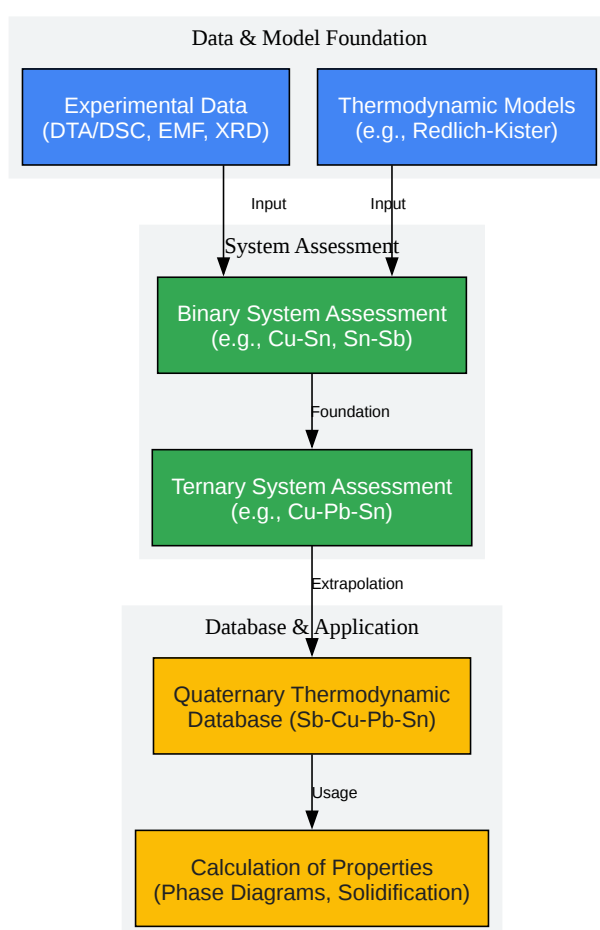 Data & Model Foundation
Experimental Data
(DTA/DSC, EMF, XRD)
Thermodynamic Models
(e.g., Redlich-Kister)
Input
Input
System Assessment
Binary System Assessment
(e.g., Cu-Sn, Sn-Sb)
Foundation
Ternary System Assessment
(e.g., Cu-Pb-Sn)
Extrapolation
Database & Application
Quaternary Thermodynamic
Database (Sb-Cu-Pb-Sn)
Usage
Calculation of Properties
(Phase Diagrams, Solidification)